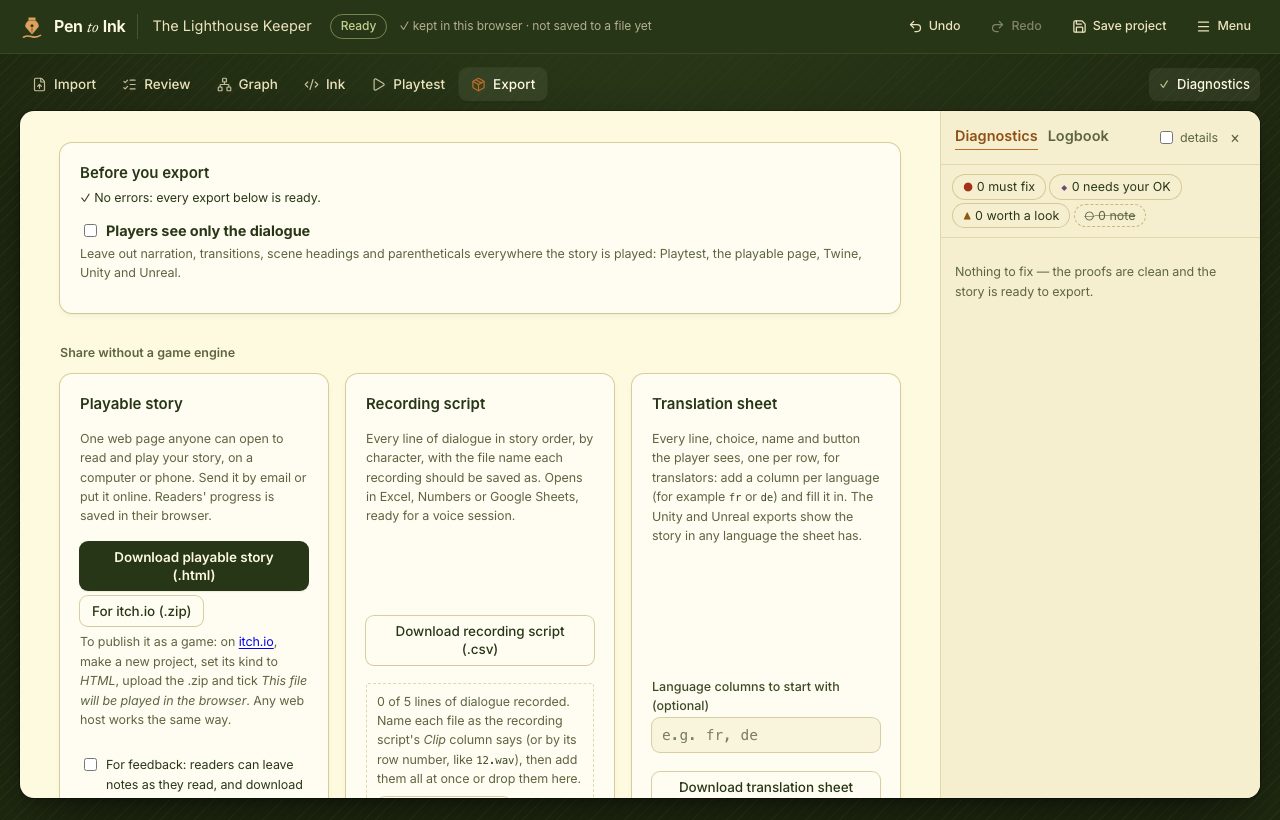 Pen to Ink
The Lighthouse Keeper
Ready
✓ kept in this browser · not saved to a file yet
Undo
Redo
Save project
Menu
Import
Review
Graph
Ink
Playtest
Export
✓ Diagnostics
Before you export
✓ No errors: every export below is ready.
Players see only the dialogue
Leave out narration, transitions, scene headings and parentheticals everywhere the story is played: Playtest, the playable page, Twine,
Unity and Unreal.
Share without a game engine
Playable story
One web page anyone can open to
read and play your story, on a
computer or phone. Send it by email or
put it online. Readers' progress is
saved in their browser.
Download playable story
(.html)
For itch.io (.zip)
To publish it as a game: on itch.io,
make a new project, set its kind to
HTML, upload the .zip and tick This file
will be played in the browser. Any web
host works the same way.
For feedback: readers can leave
notes as they read, and download
Recording script
Every line of dialogue in story order, by
character, with the file name each
recording should be saved as. Opens
in Excel, Numbers or Google Sheets,
ready for a voice session.
Download recording script
(.csv)
0 of 5 lines of dialogue recorded.
Name each file as the recording
script's Clip column says (or by its
row number, like 12.wav), then add
them all at once or drop them here.
Translation sheet
Every line, choice, name and button
the player sees, one per row, for
translators: add a column per language
(for example fr or de) and fill it in. The
Unity and Unreal exports show the
story in any language the sheet has.
Language columns to start with
(optional)
e.g. fr, de
Download translation sheet
Diagnostics
Logbook
details
×
0 must fix
0 needs your OK
0 worth a look
0 note
Nothing to fix — the proofs are clean and the
story is ready to export.